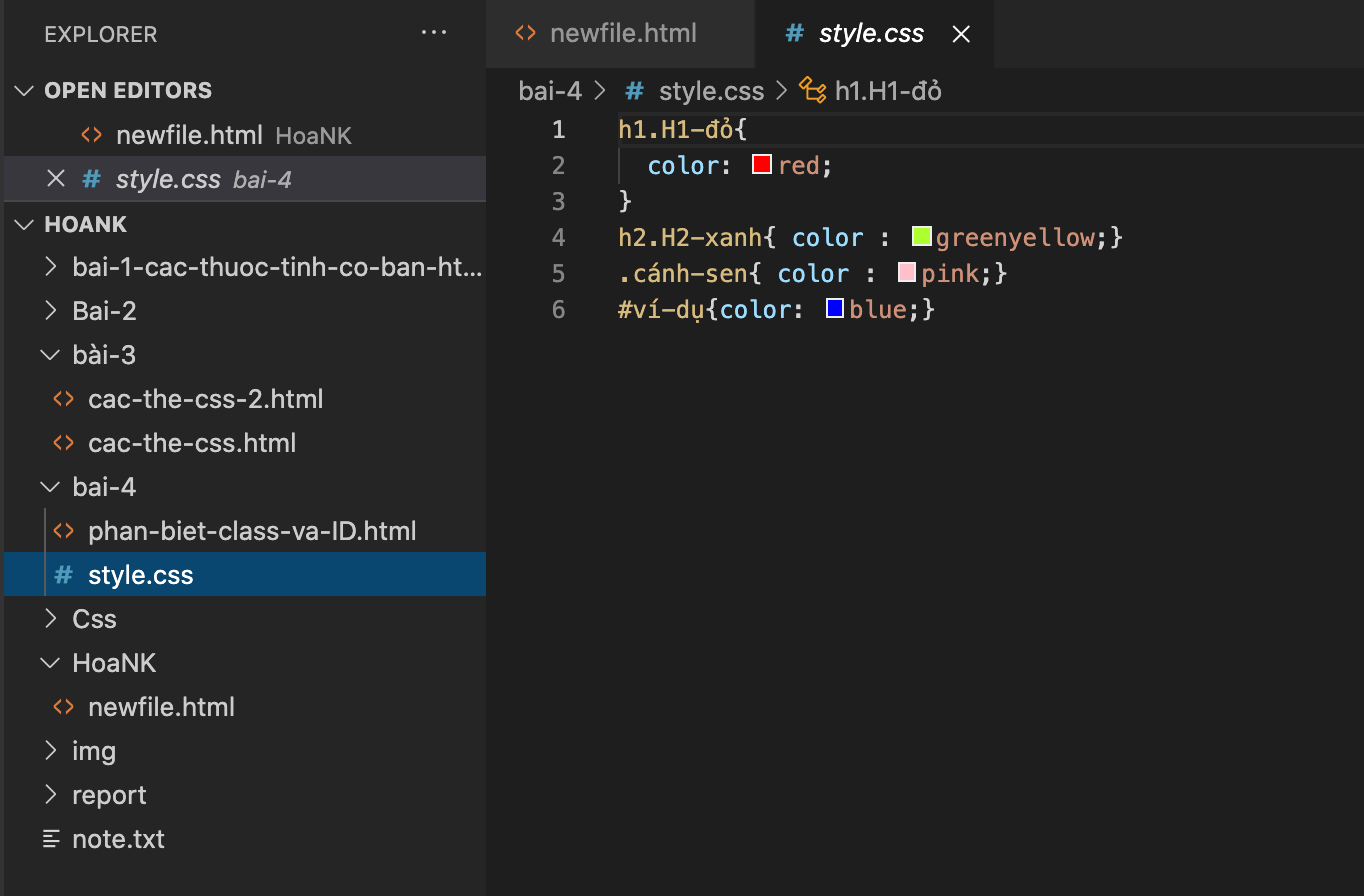 EXPLORER ···
OPEN EDITORS
<> newfile.html HoaNK
# style.css bai-4
HOANK
bai-1-cac-thuoc-tinh-co-ban-ht...
Bai-2
bài-3
<> cac-the-css-2.html
<> cac-the-css.html
bai-4
<> phan-biet-class-va-ID.html
# style.css
Css
HoaNK
<> newfile.html
img
report
note.txt
<> newfile.html # style.css
bai-4 > # style.css > h1.H1-đỏ
1 h1.H1-đỏ{
2 color: red;
3 }
4 h2.H2-xanh{ color : greenyellow;}
5 .cánh-sen{ color : pink;}
6 #ví-dụ{color: blue;}